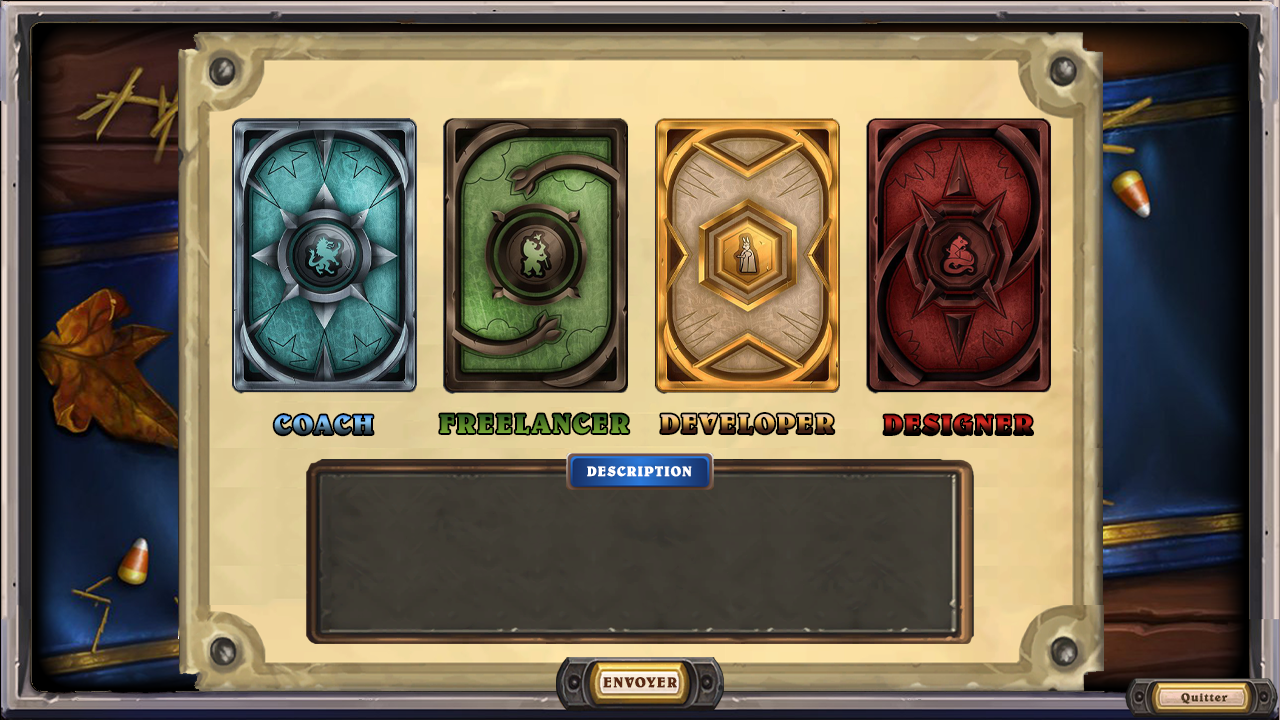 COACH
FREELANCER
DEVELOPER
DESIGNER
DESCRIPTION
ENVOYER
Quitter